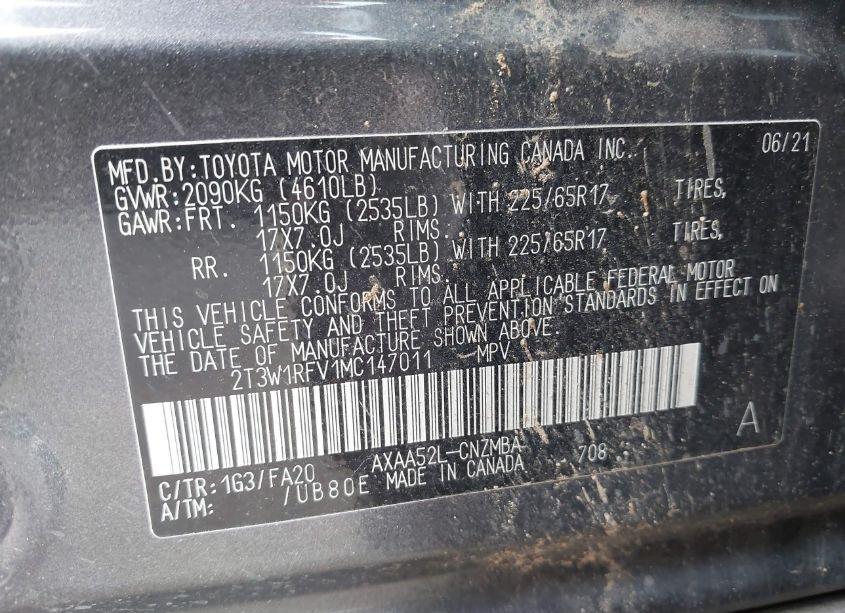 MFD.BY:TOYOTA MOTOR MANUFACTURING CANADA INC. 06/21
GVWR:2090KG (4610LB)
GAWR:FRT. 1150KG (2535LB) WITH 225/65R17 TIRES,
17X7.0J RIMS.
RR. 1150KG (2535LB) WITH 225/65R17 TIRES,
17X7.0J RIMS.
THIS VEHICLE CONFORMS TO ALL APPLICABLE FEDERAL MOTOR
VEHICLE SAFETY AND THEFT PREVENTION STANDARDS IN EFFECT ON
THE DATE OF MANUFACTURE SHOWN ABOVE.
2T3W1RFV1MC147011 MPV
A
AXAA52L-CNZMBA 708
C/TR:1G3/FA20 MADE IN CANADA
A/TM: /UB80E